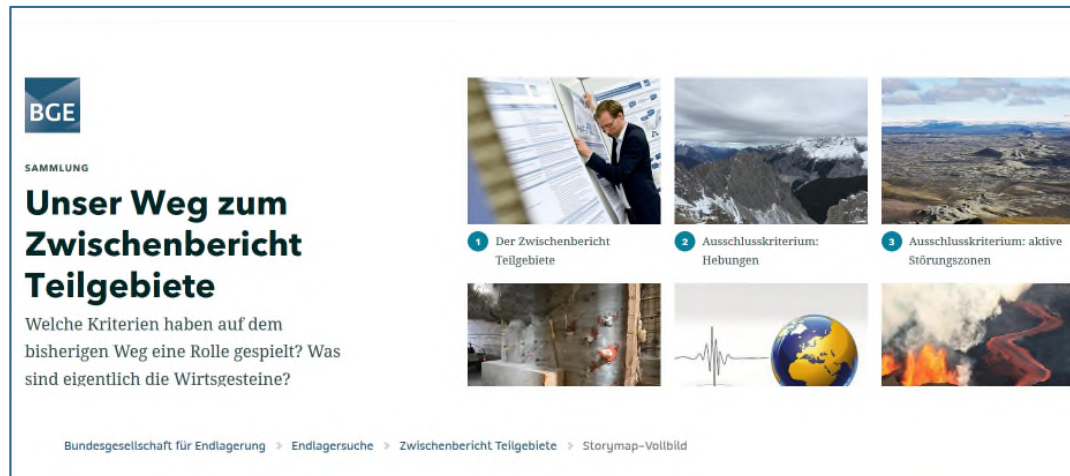 BGE
SAMMLUNG
Unser Weg zum
Zwischenbericht
Teilgebiete
Welche Kriterien haben auf dem
bisherigen Weg eine Rolle gespielt? Was
sind eigentlich die Wirtsgesteine?
1 Der Zwischenbericht
Teilgebiete
2 Ausschlusskriterium:
Hebungen
3 Ausschlusskriterium: aktive
Störungszonen
Bundesgesellschaft für Endlagerung > Endlagersuche > Zwischenbericht Teilgebiete > Storymap-Vollbild